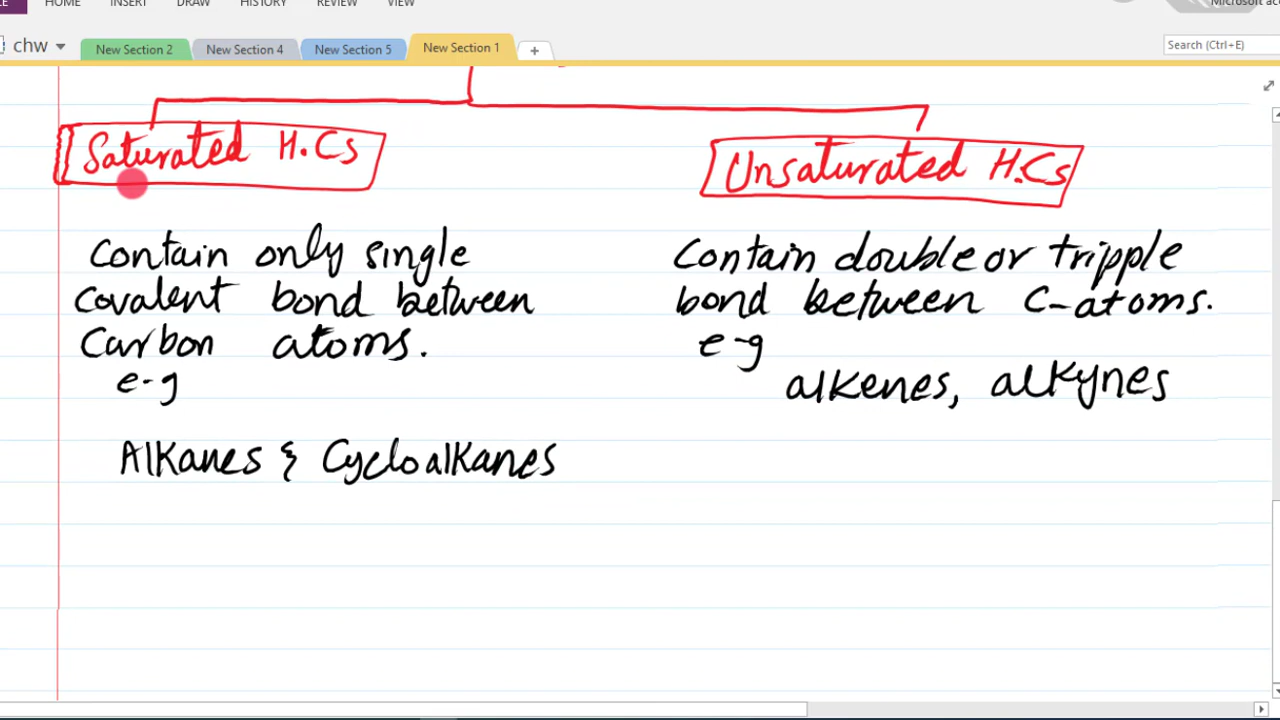 HOME INSERT DRAW HISTORY REVIEW VIEW
chw New Section 2 New Section 4 New Section 5 New Section 1 +
Search (Ctrl+E)
Saturated H.Cs
Unsaturated H.Cs
Contain only single
covalent bond between
Carbon atoms.
e-g
Alkanes & Cycloalkanes
Contain double or tripple
bond between C-atoms.
e-g
alkenes, alkynes